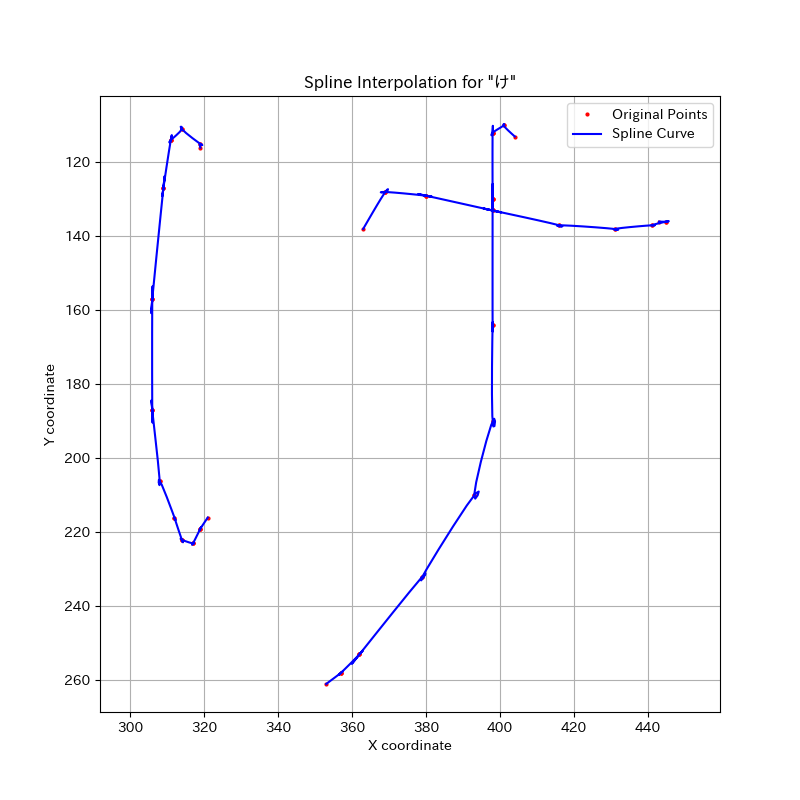 Spline Interpolation for "け"
Original Points
Spline Curve
Y coordinate
120
140
160
180
200
220
240
260
300 320 340 360 380 400 420 440
X coordinate